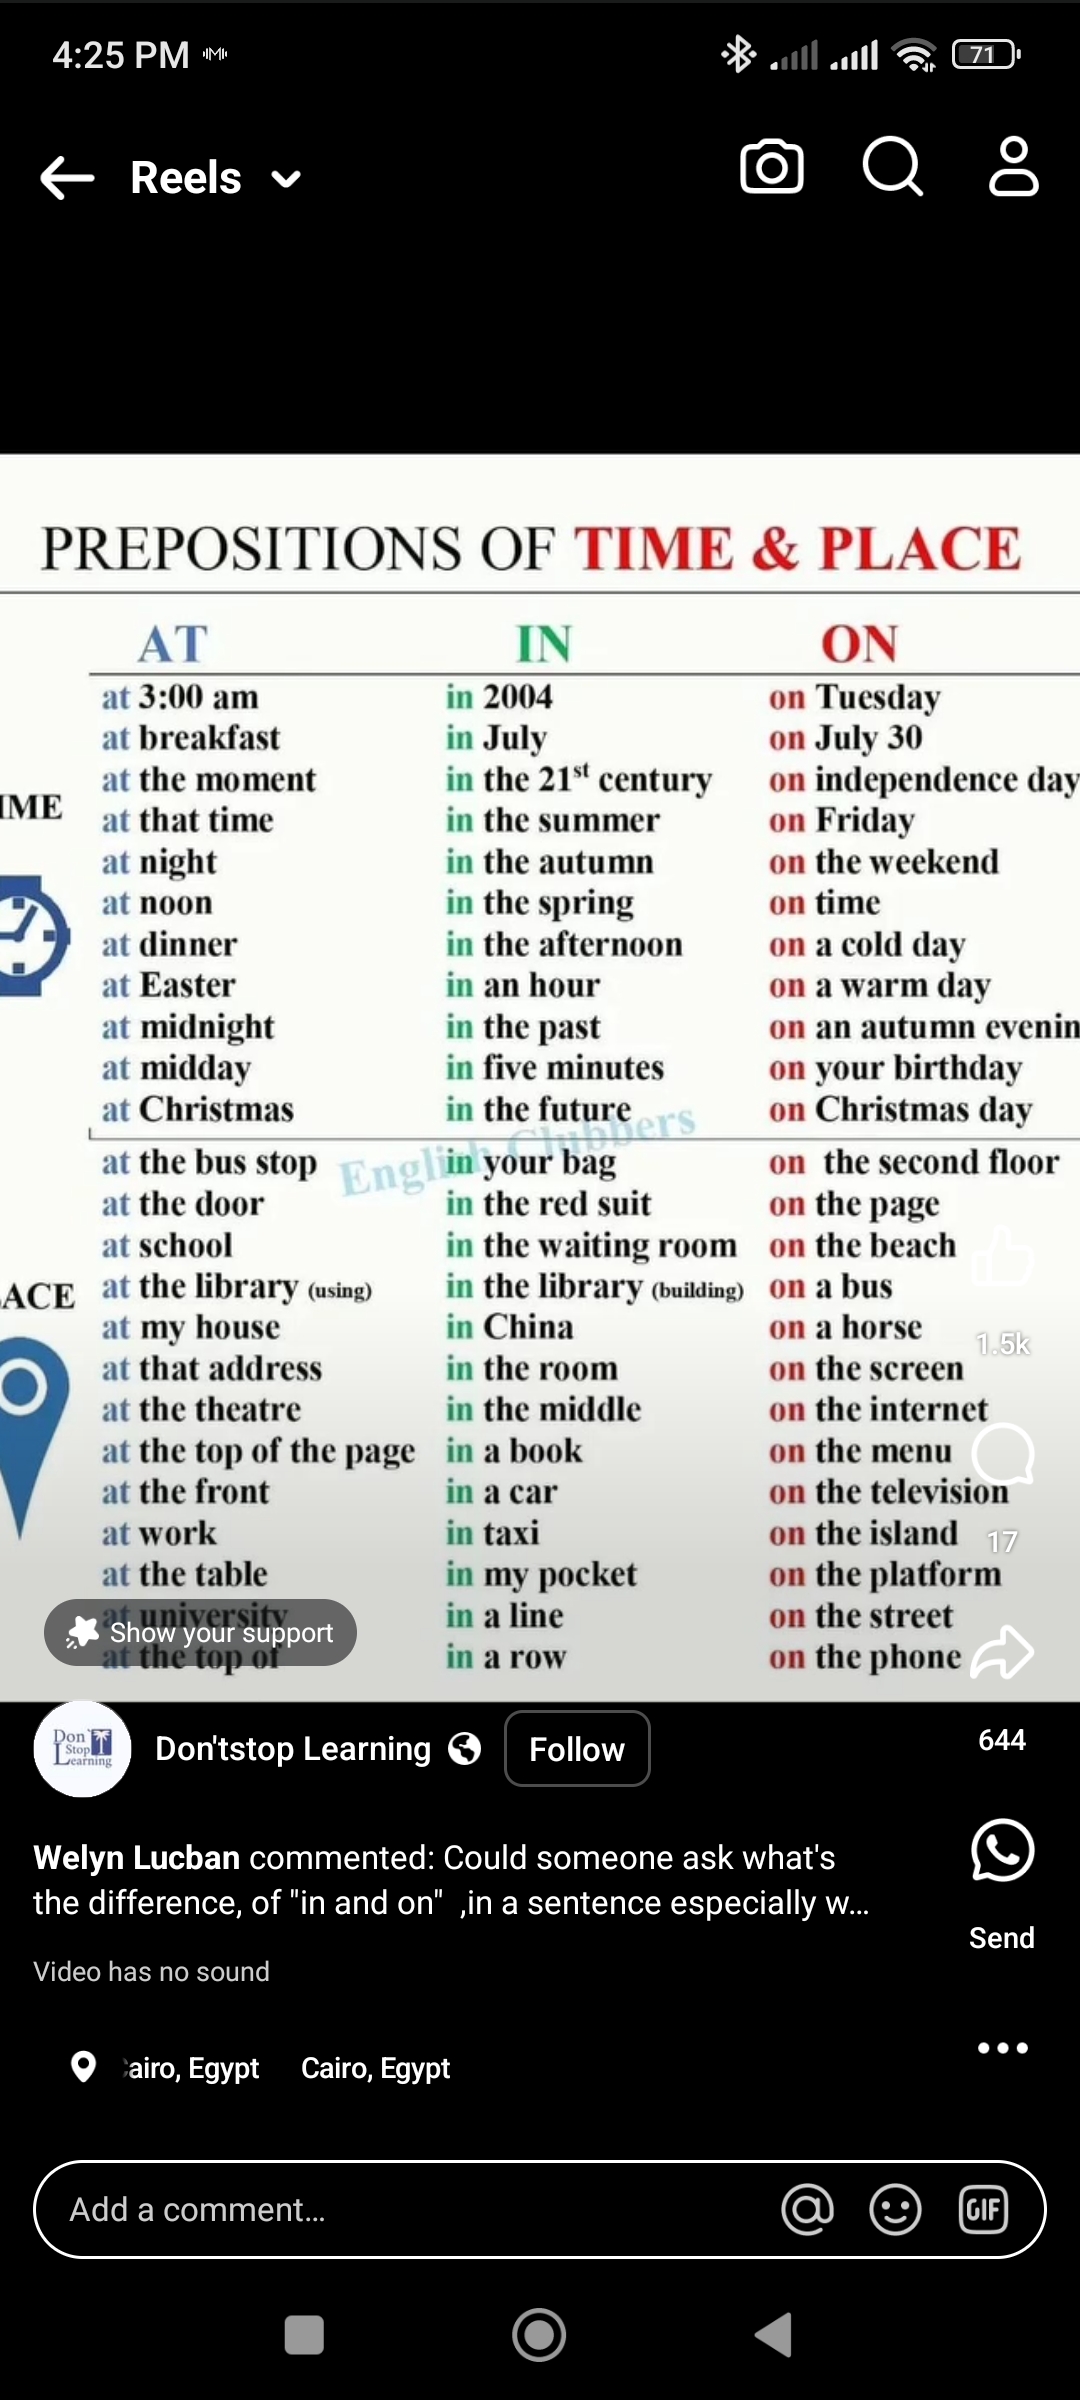 4:25 PM
71
Reels
PREPOSITIONS OF TIME & PLACE
AT IN ON
at 3:00 am in 2004 on Tuesday
at breakfast in July on July 30
at the moment in the 21st century on independence day
IME
at that time in the summer on Friday
at night in the autumn on the weekend
at noon in the spring on time
at dinner in the afternoon on a cold day
at Easter in an hour on a warm day
at midnight in the past on an autumn evenin
at midday in five minutes on your birthday
at Christmas in the future on Christmas day
English Clubbers
at the bus stop in your bag on the second floor
at the door in the red suit on the page
at school in the waiting room on the beach
ACE at the library (using) in the library (building) on a bus
at my house in China on a horse
1.5k
at that address in the room on the screen
at the theatre in the middle on the internet
at the top of the page in a book on the menu
at the front in a car on the television
at work in taxi on the island
17
at the table in my pocket on the platform
at university in a line on the street
Show your support
at the top of in a row on the phone
Don't Stop Learning
Don'tstop Learning Follow
644
Welyn Lucban commented: Could someone ask what's
the difference, of "in and on" ,in a sentence especially w...
Send
Video has no sound
airo, Egypt Cairo, Egypt
Add a comment...
GIF